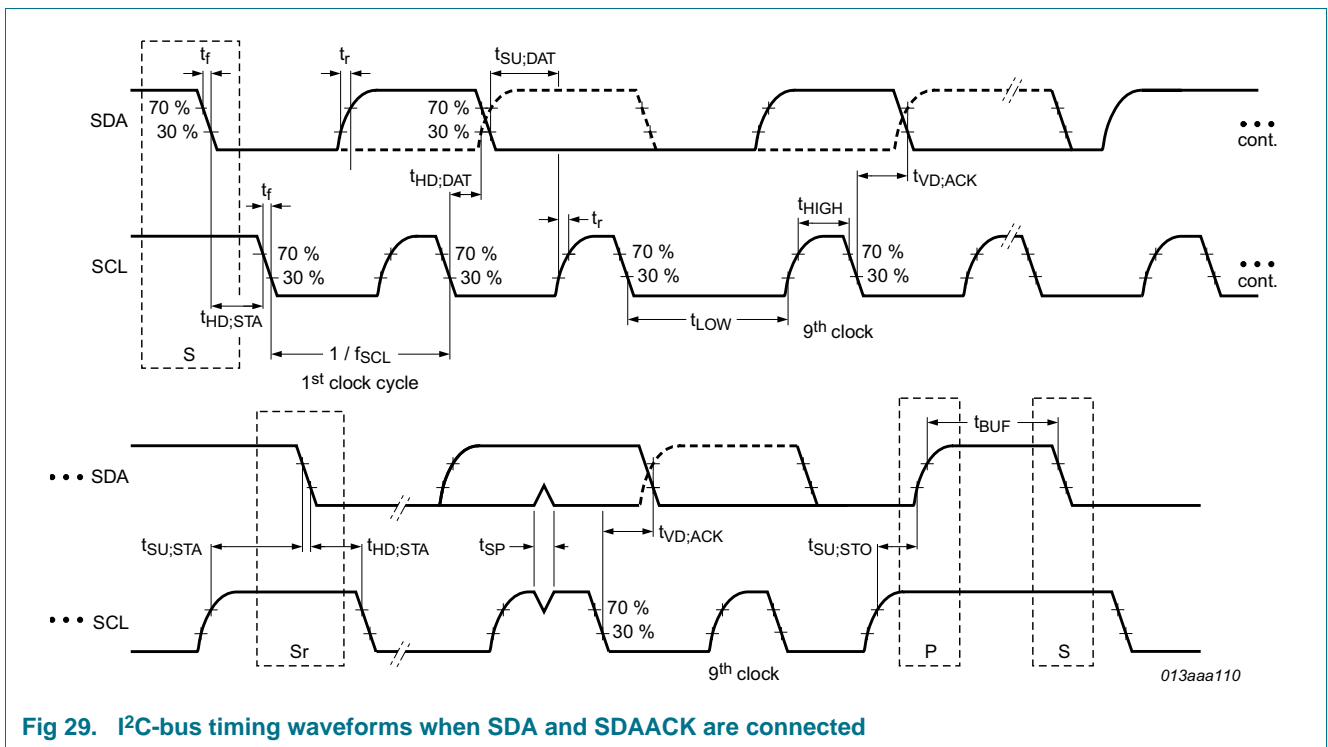 tf
tr
tSU;DAT
70 %
30 %
70 %
30 %
SDA
• • •
cont.
tHD;DAT
tVD;ACK
tf
tr
tHIGH
70 %
30 %
70 %
30 %
70 %
30 %
SCL
• • •
cont.
tHD;STA
tLOW
9th clock
S
1 / fSCL
1st clock cycle
tBUF
• • • SDA
tSU;STA
tHD;STA
tSP
tVD;ACK
tSU;STO
70 %
30 %
• • • SCL
Sr
P
S
9th clock
013aaa110
Fig 29. I²C-bus timing waveforms when SDA and SDAACK are connected